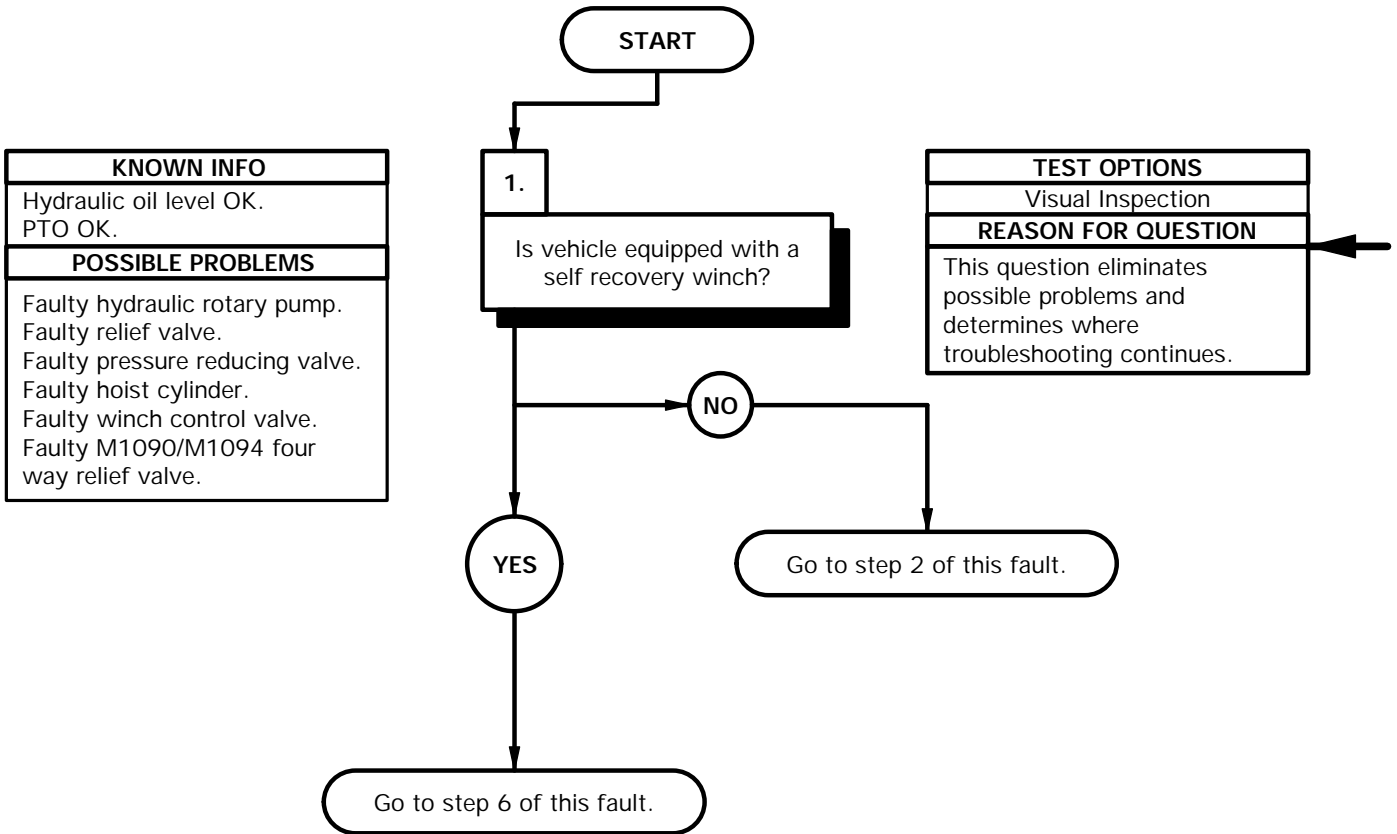 START
KNOWN INFO
Hydraulic oil level OK.
PTO OK.
POSSIBLE PROBLEMS
Faulty hydraulic rotary pump.
Faulty relief valve.
Faulty pressure reducing valve.
Faulty hoist cylinder.
Faulty winch control valve.
Faulty M1090/M1094 four
way relief valve.
1.
Is vehicle equipped with a
self recovery winch?
TEST OPTIONS
Visual Inspection
REASON FOR QUESTION
This question eliminates
possible problems and
determines where
troubleshooting continues.
NO
YES
Go to step 2 of this fault.
Go to step 6 of this fault.